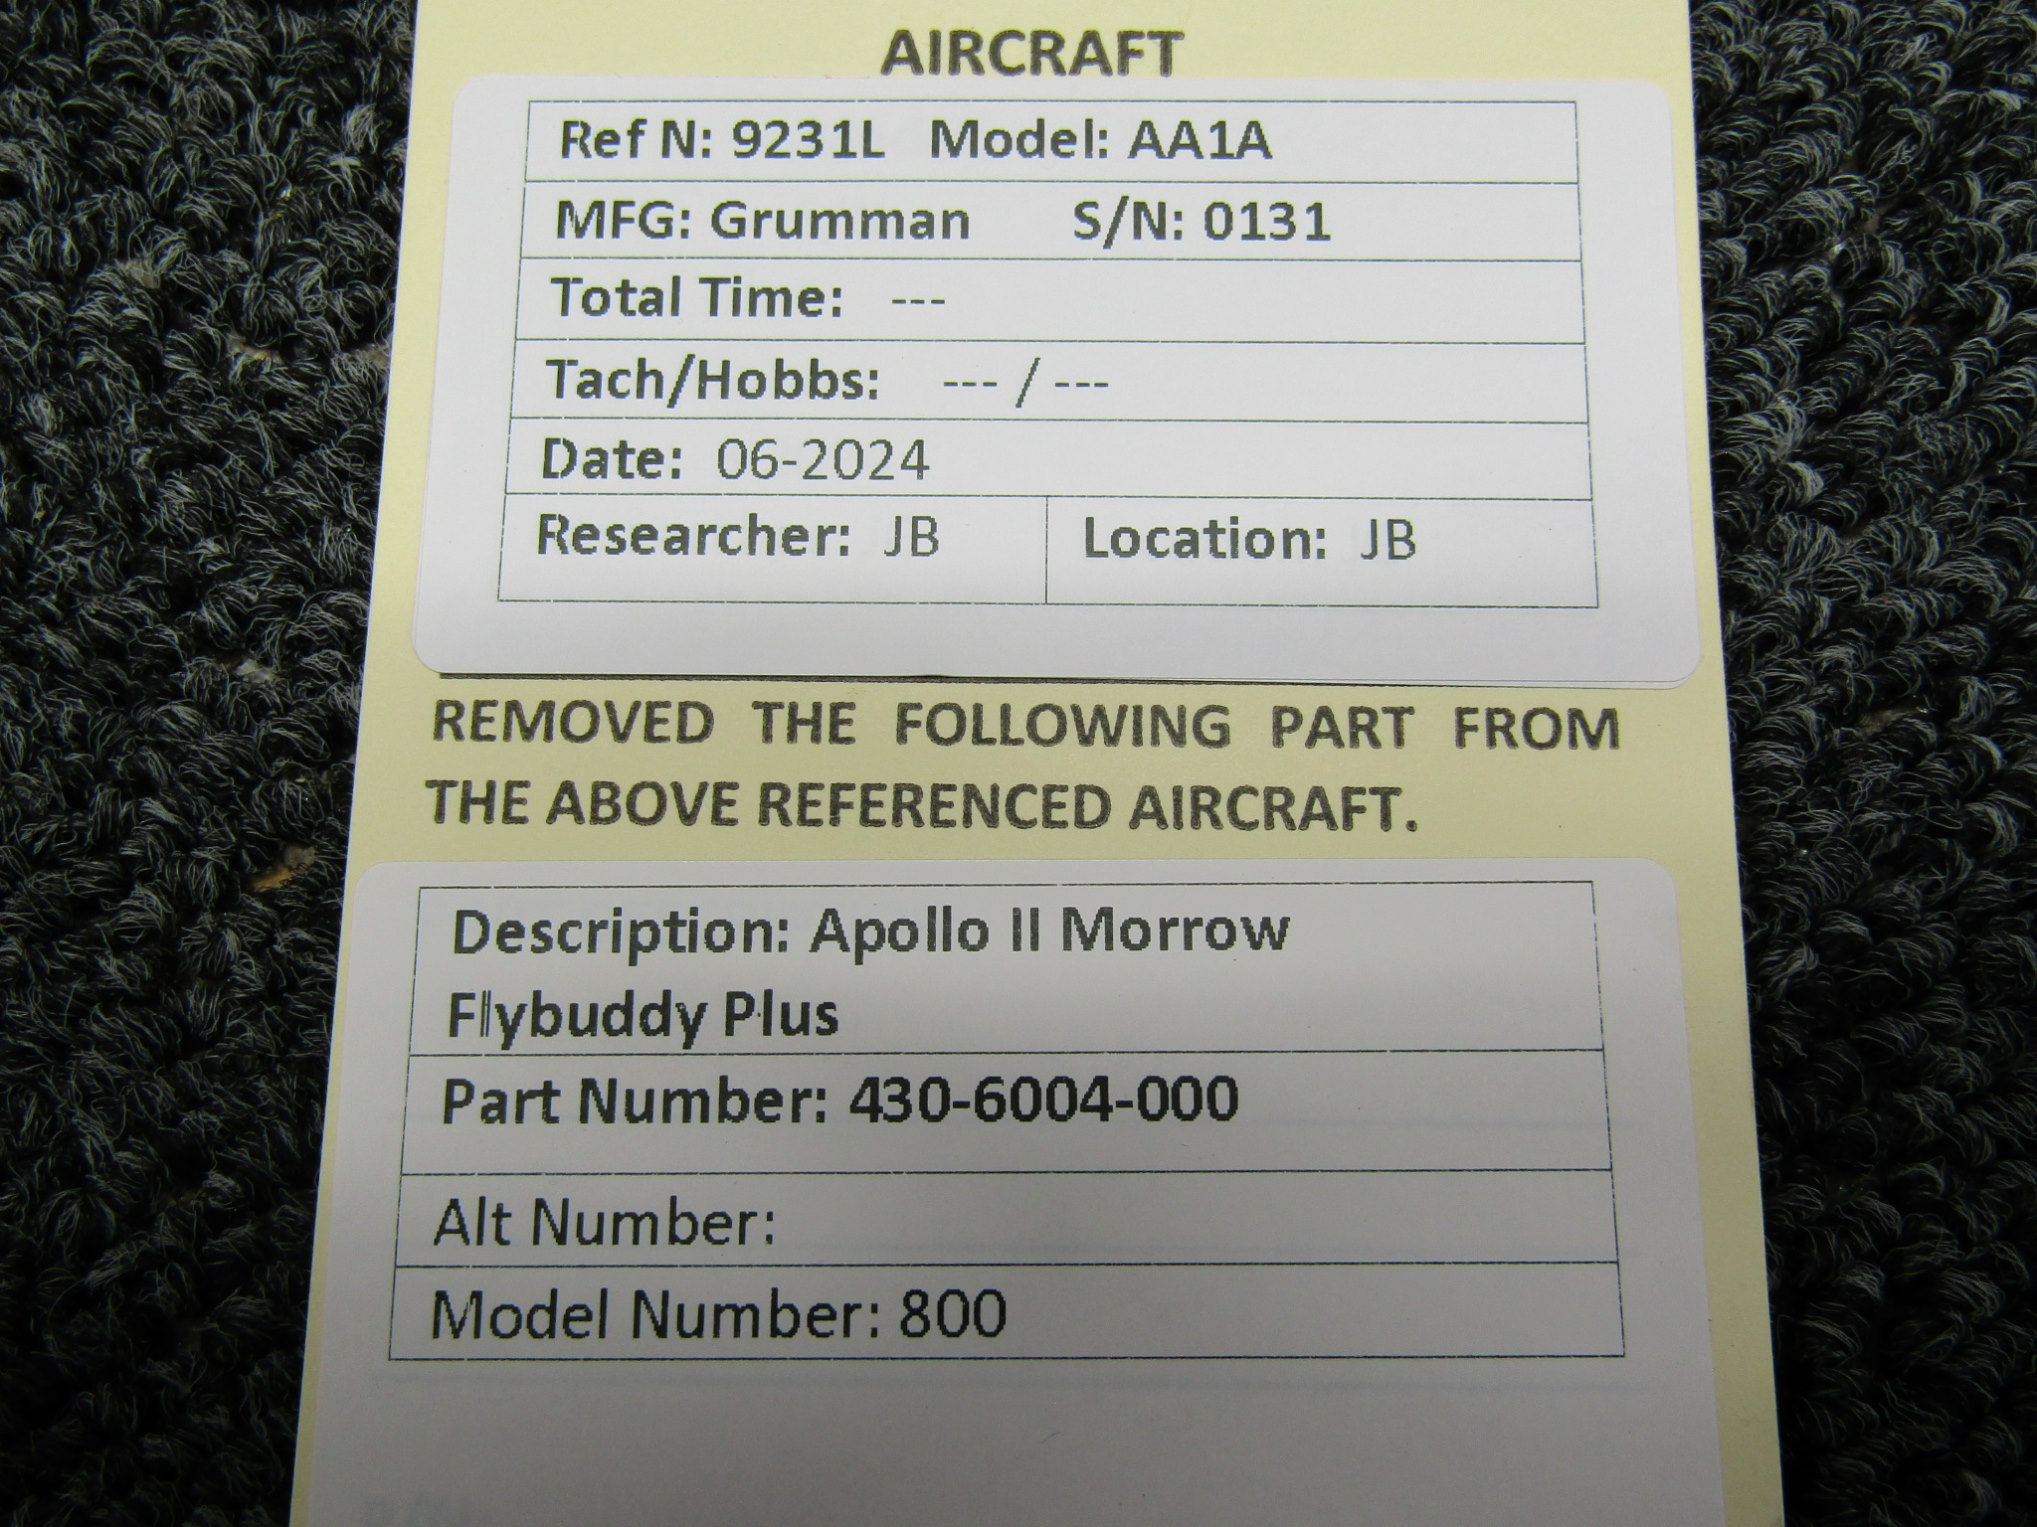 AIRCRAFT
Ref N: 9231L Model: AA1A
MFG: Grumman S/N: 0131
Total Time: ---
Tach/Hobbs: --- / ---
Date: 06-2024
Researcher: JB Location: JB
REMOVED THE FOLLOWING PART FROM
THE ABOVE REFERENCED AIRCRAFT.
Description: Apollo II Morrow
Flybuddy Plus
Part Number: 430-6004-000
Alt Number:
Model Number: 800